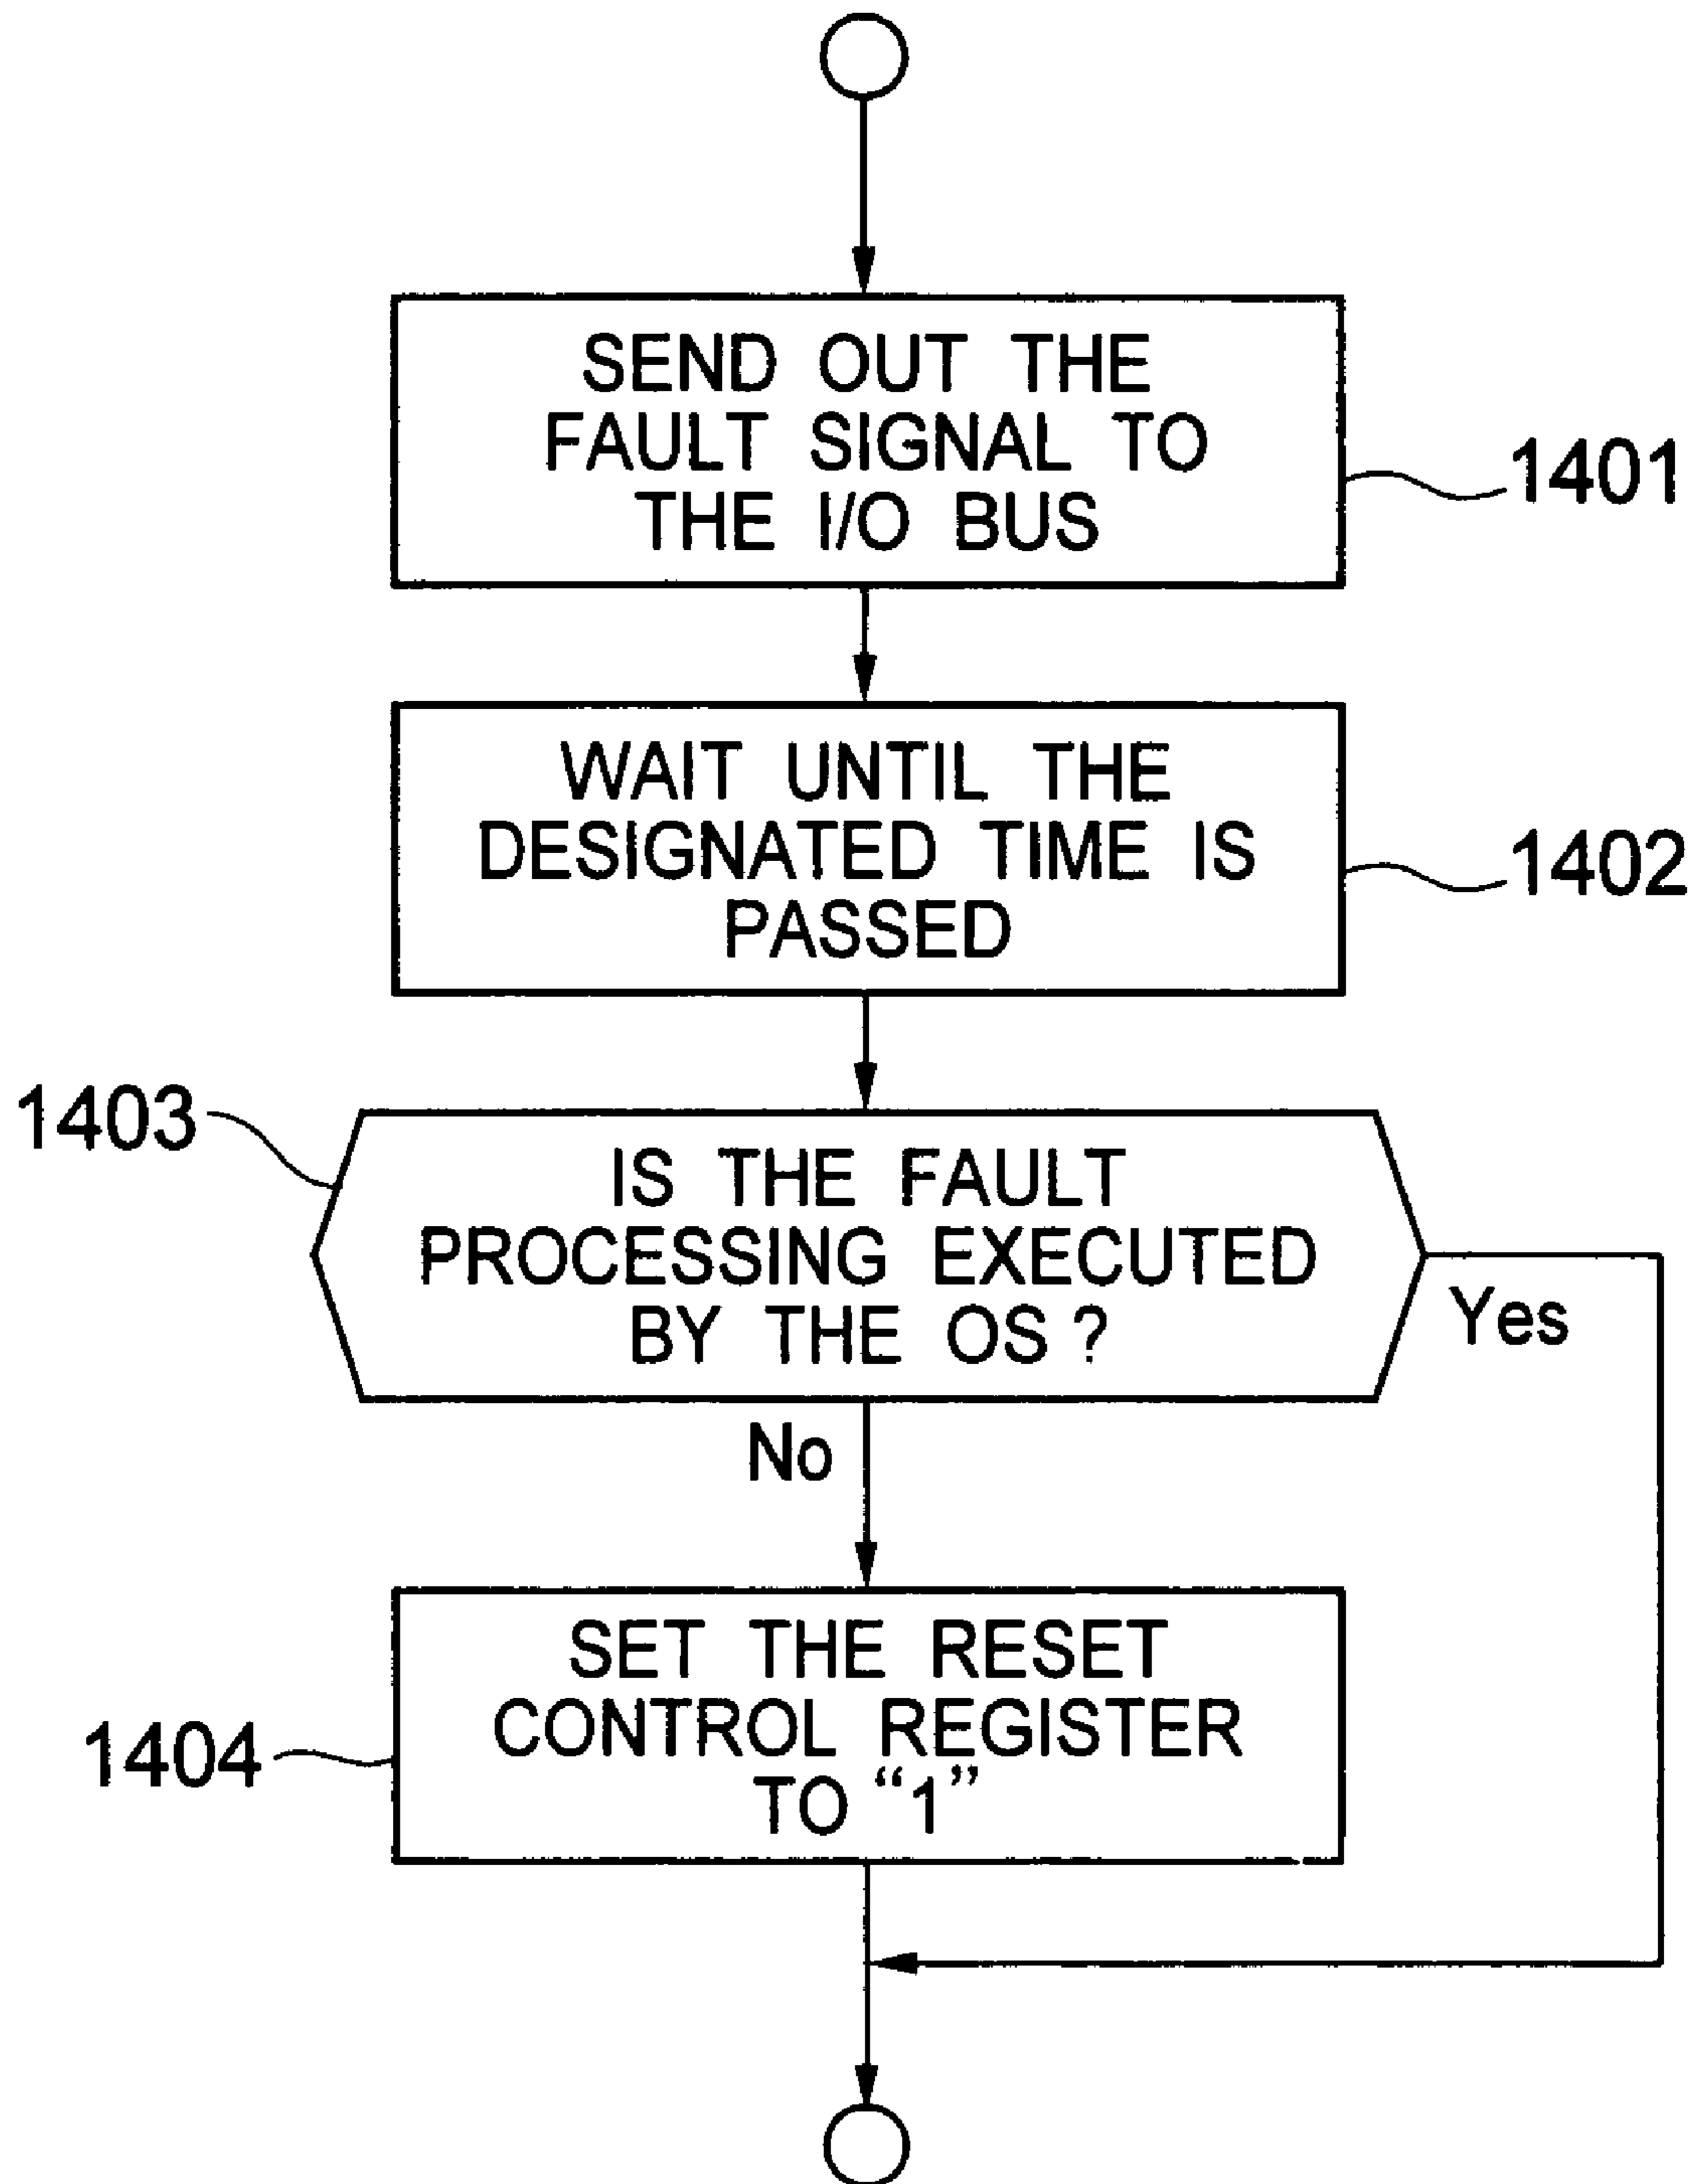 SEND OUT THE
FAULT SIGNAL TO
THE I/O BUS
1401
WAIT UNTIL THE
DESIGNATED TIME IS
PASSED
1402
1403
IS THE FAULT
PROCESSING EXECUTED
BY THE OS ?
Yes
No
SET THE RESET
CONTROL REGISTER
TO “1”
1404